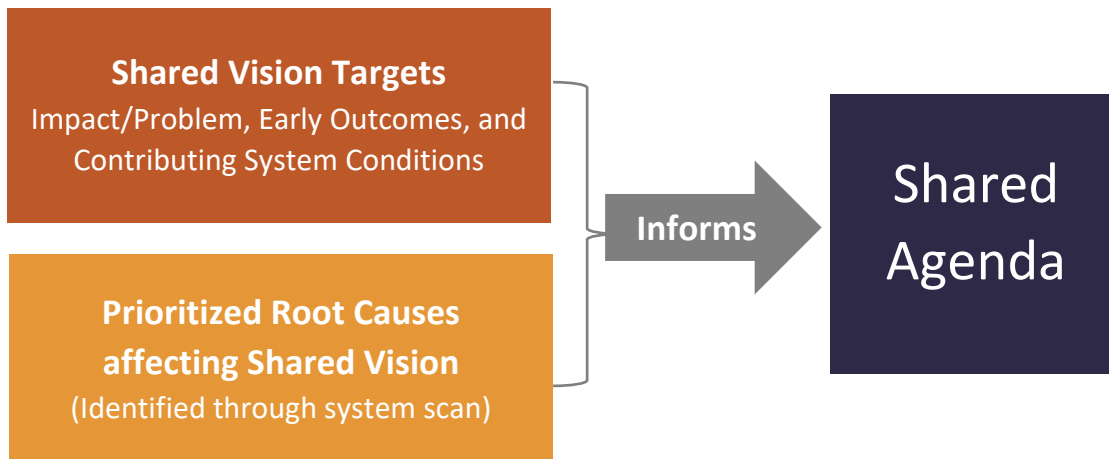 Shared Vision Targets
Impact/Problem, Early Outcomes, and
Contributing System Conditions
Prioritized Root Causes
affecting Shared Vision
(Identified through system scan)
Informs
Shared
Agenda